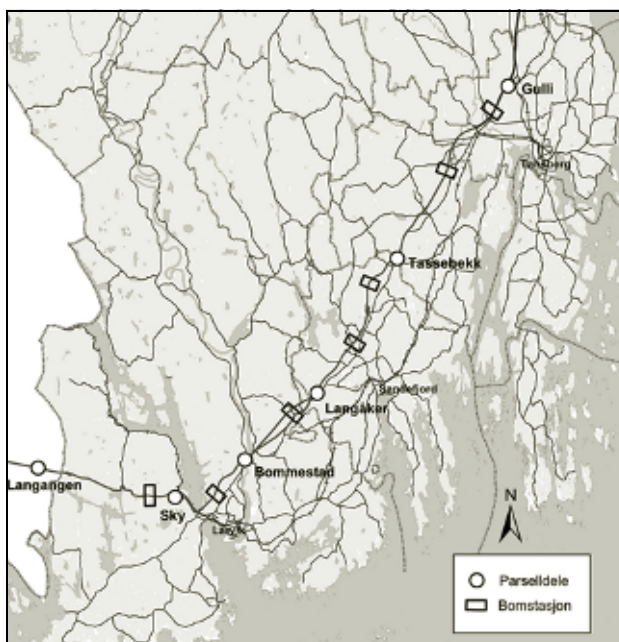 Gulli
Tønsberg
Tassebekk
Sandefjord
Langåker
Bommestad
Langangen
Sky
Larvik
N
Parselldele
Bomstasjon